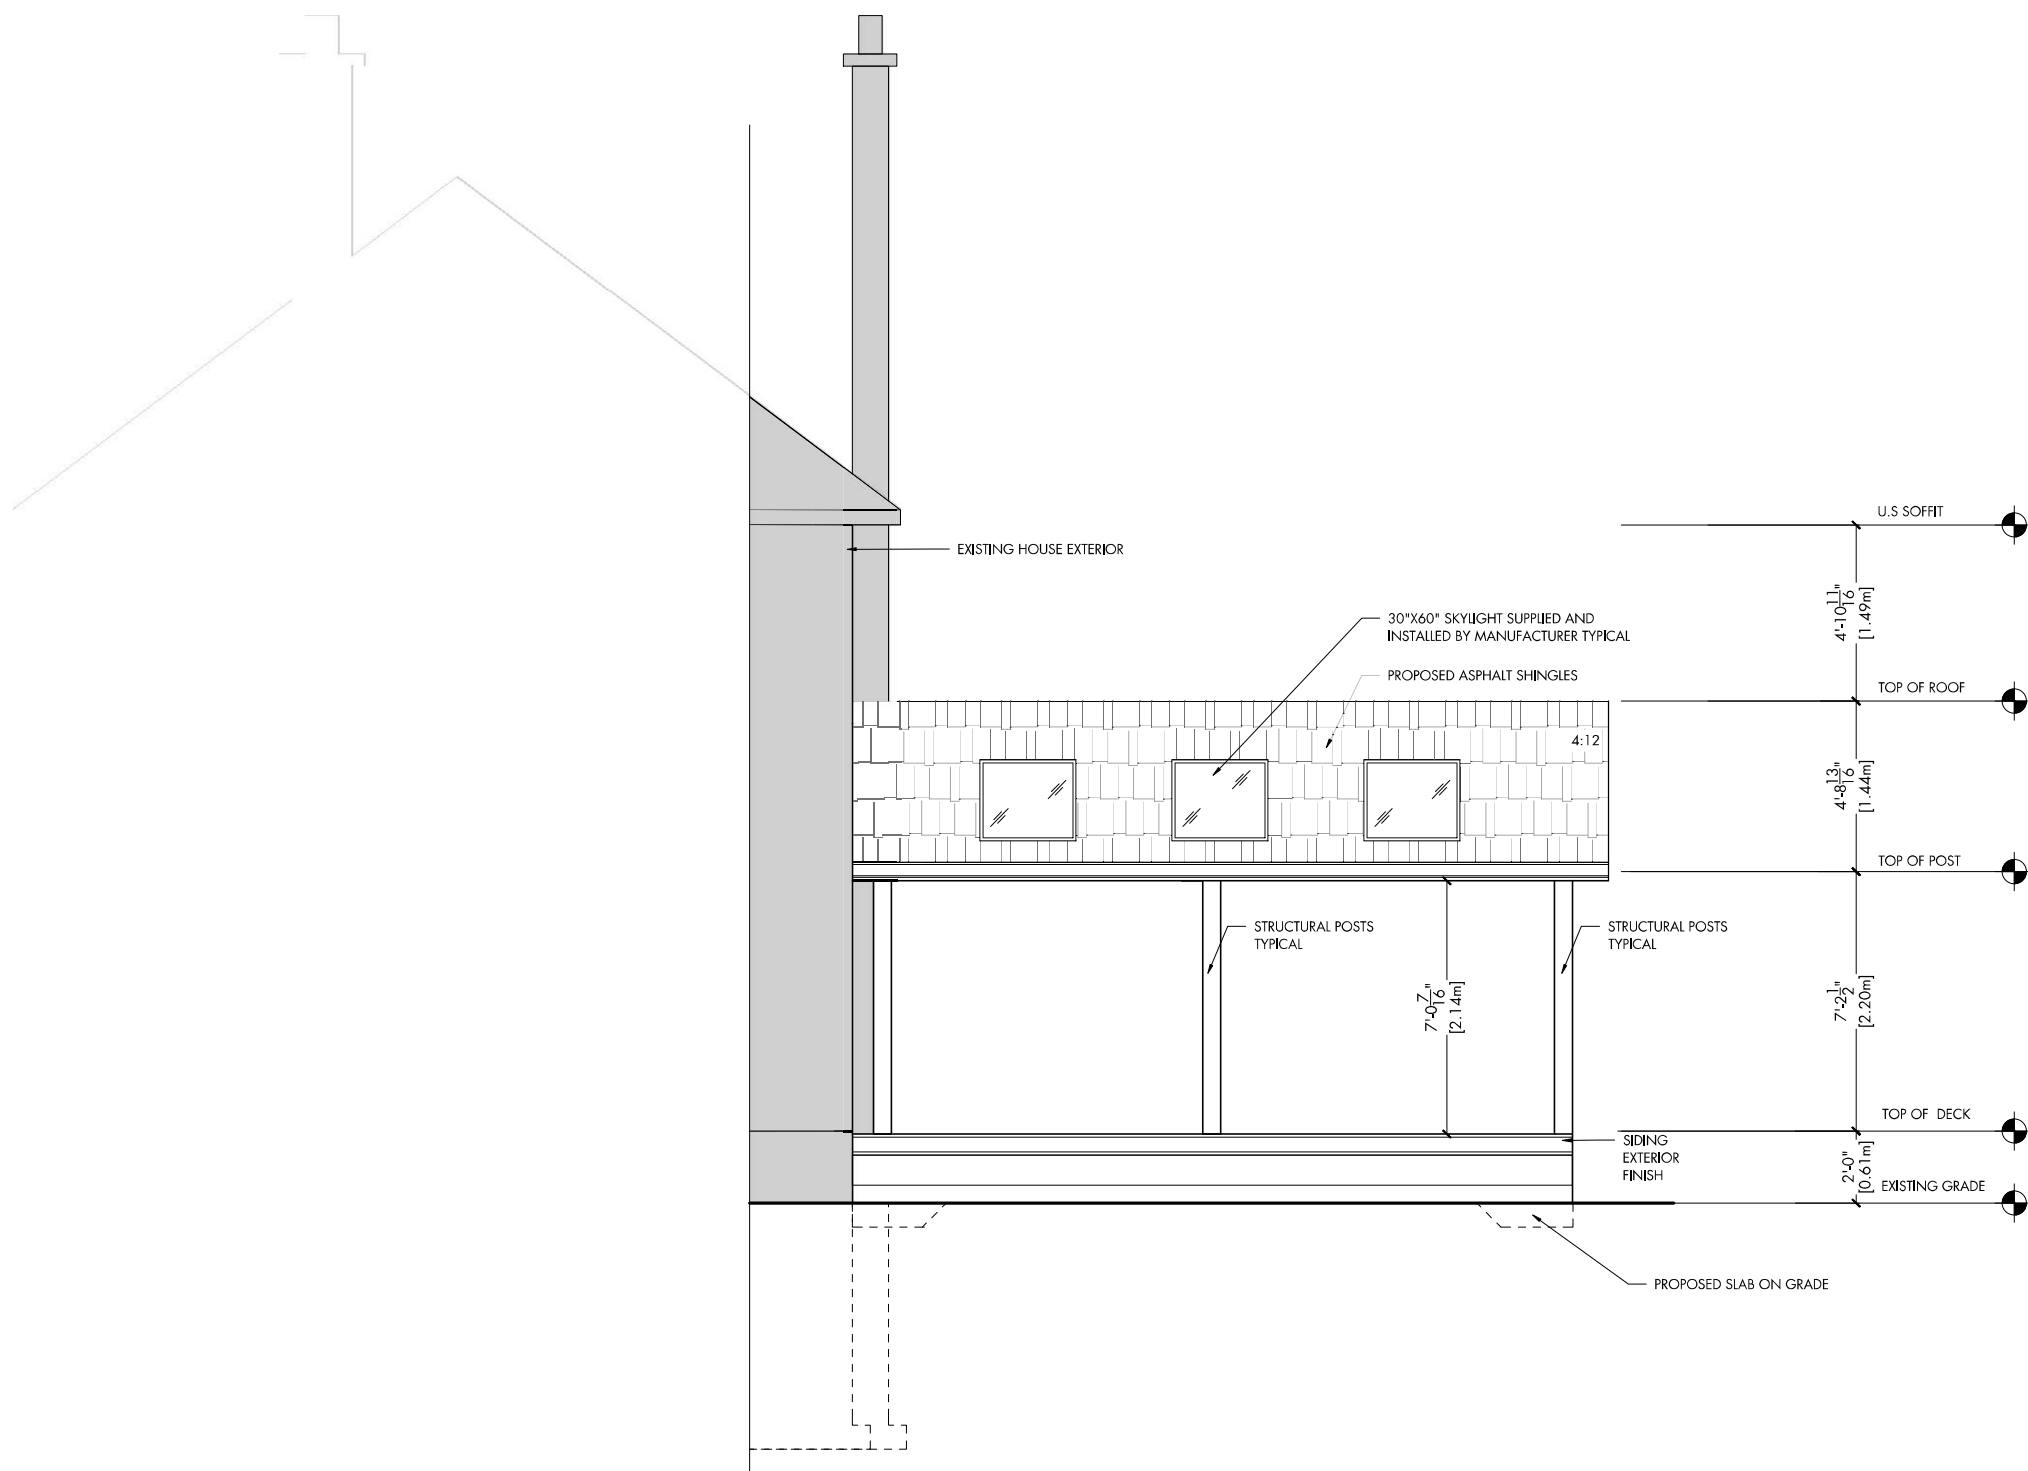 U.S SOFFIT
EXISTING HOUSE EXTERIOR
4'-10 11/16"
[1.49m]
30"X60" SKYLIGHT SUPPLIED AND
INSTALLED BY MANUFACTURER TYPICAL
PROPOSED ASPHALT SHINGLES
TOP OF ROOF
4:12
4'-8 13/16"
[1.44m]
TOP OF POST
STRUCTURAL POSTS
TYPICAL
STRUCTURAL POSTS
TYPICAL
7'-0 7/16"
[2.14m]
7'-2 1/2"
[2.20m]
TOP OF DECK
SIDING
EXTERIOR
FINISH
2'-0"
[0.61m]
EXISTING GRADE
PROPOSED SLAB ON GRADE